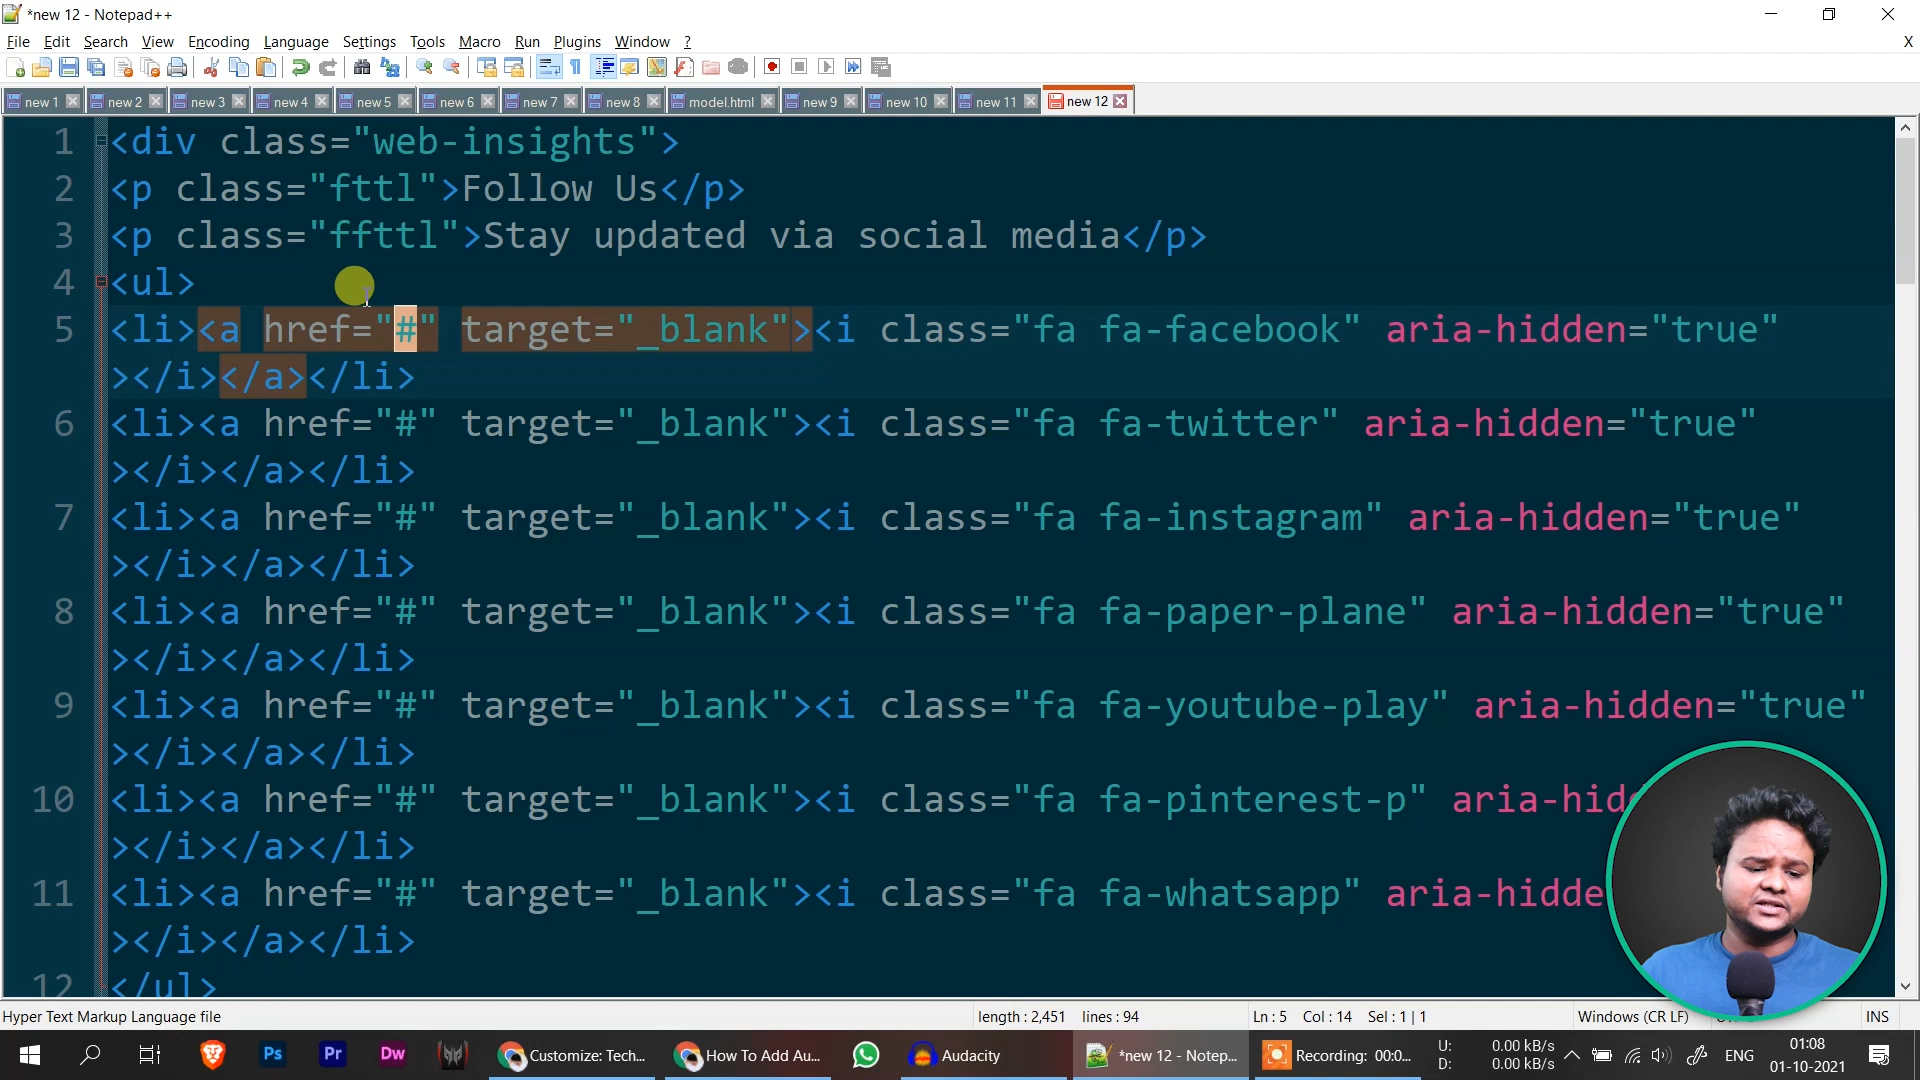 *new 12 - Notepad++
File Edit Search View Encoding Language Settings Tools Macro Run Plugins Window ? X
new 1 new 2 new 3 new 4 new 5 new 6 new 7 new 8 model.html new 9 new 10 new 11 new 12
1 <div class="web-insights">
2 <p class="fttl">Follow Us</p>
3 <p class="ffttl">Stay updated via social media</p>
4 <ul>
5 <li><a href="#" target="_blank"><i class="fa fa-facebook" aria-hidden="true"
></i></a></li>
6 <li><a href="#" target="_blank"><i class="fa fa-twitter" aria-hidden="true"
></i></a></li>
7 <li><a href="#" target="_blank"><i class="fa fa-instagram" aria-hidden="true"
></i></a></li>
8 <li><a href="#" target="_blank"><i class="fa fa-paper-plane" aria-hidden="true"
></i></a></li>
9 <li><a href="#" target="_blank"><i class="fa fa-youtube-play" aria-hidden="true"
></i></a></li>
10 <li><a href="#" target="_blank"><i class="fa fa-pinterest-p" aria-hid
></i></a></li>
11 <li><a href="#" target="_blank"><i class="fa fa-whatsapp" aria-hidde
></i></a></li>
12 </ul>
Hyper Text Markup Language file length : 2,451 lines : 94 Ln : 5 Col : 14 Sel : 1 | 1 Windows (CR LF) INS
Ps Pr Dw Customize: Tech... How To Add Au... Audacity *new 12 - Notep... Recording: 00:0... U: 0.00 kB/s ENG 01:08
D: 0.00 kB/s 01-10-2021